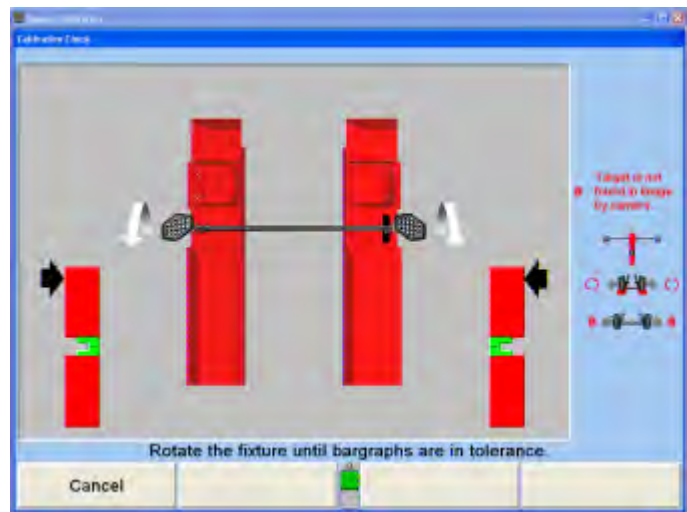 Calibration Check
Target is not
found in image
by camera.
Rotate the fixture until bargraphs are in tolerance.
Cancel